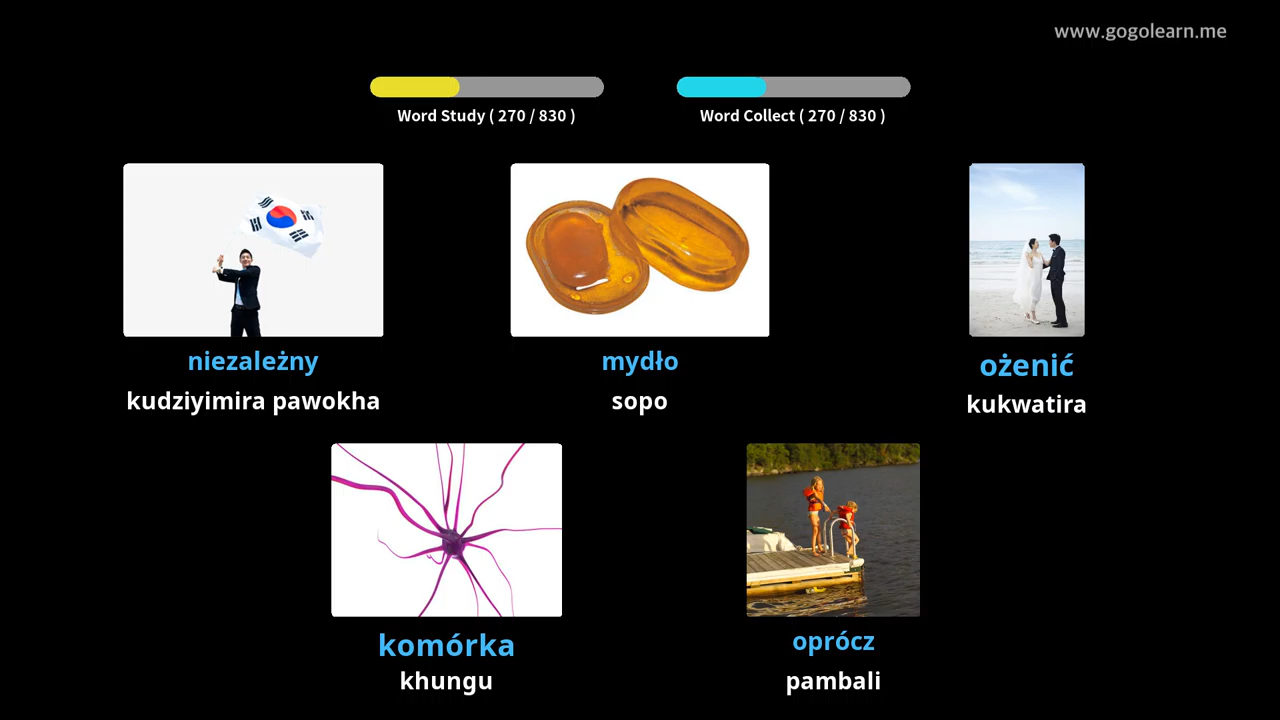 www.gogolearn.me
Word Study ( 270 / 830 )
Word Collect ( 270 / 830 )
niezależny
kudziyimira pawokha
mydło
sopo
ożenić
kukwatira
komórka
khungu
oprócz
pambali